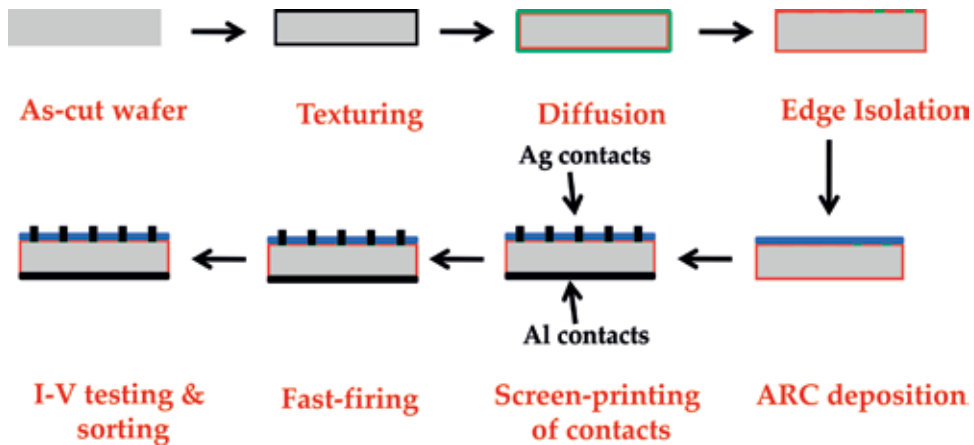 As-cut wafer
Texturing
Diffusion
Edge Isolation
Ag contacts
Al contacts
I-V testing &
sorting
Fast-firing
Screen-printing
of contacts
ARC deposition